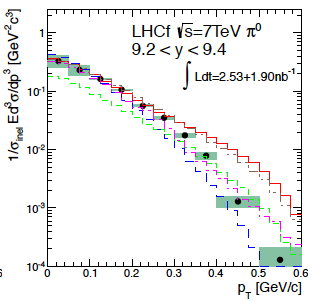 LHCf √s=7TeV π⁰
9.2 < y < 9.4
∫ Ldt=2.53+1.90nb⁻¹
1/σ_inel Ed³σ/dp³ [GeV⁻²c³]
1
10⁻¹
10⁻²
10⁻³
10⁻⁴
0 0.1 0.2 0.3 0.4 0.5 0.6
p_T [GeV/c]